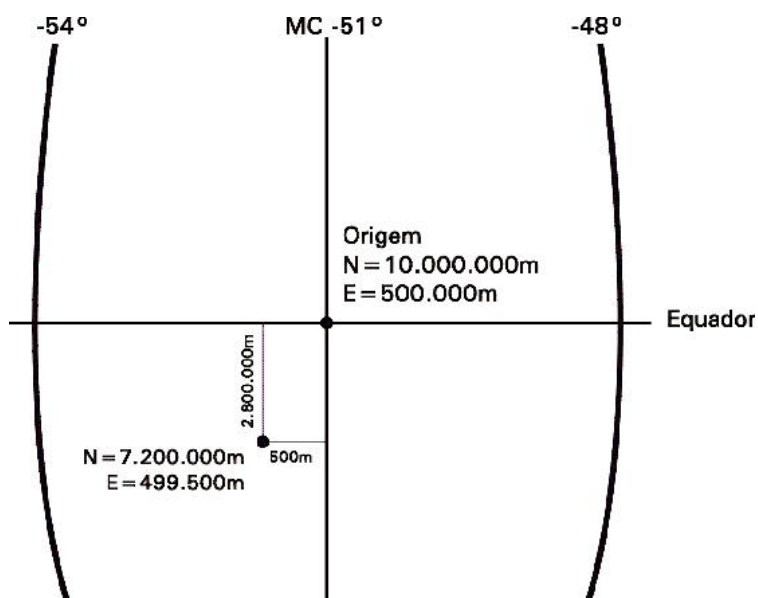 -54º
MC -51º
-48º
Origem
N=10.000.000m
E=500.000m
Equador
2.800.000m
500m
N=7.200.000m
E=499.500m